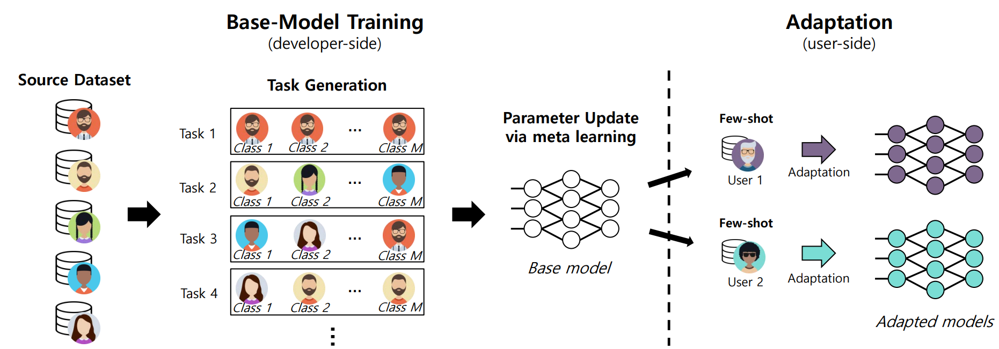 Base-Model Training
(developer-side)
Adaptation
(user-side)
Source Dataset
Task Generation
Task 1
Class 1
Class 2
...
Class M
Task 2
Class 1
Class 2
...
Class M
Task 3
Class 1
Class 2
...
Class M
Task 4
Class 1
Class 2
...
Class M
⋮
Parameter Update
via meta learning
Base model
Few-shot
User 1
Adaptation
Few-shot
User 2
Adaptation
Adapted models